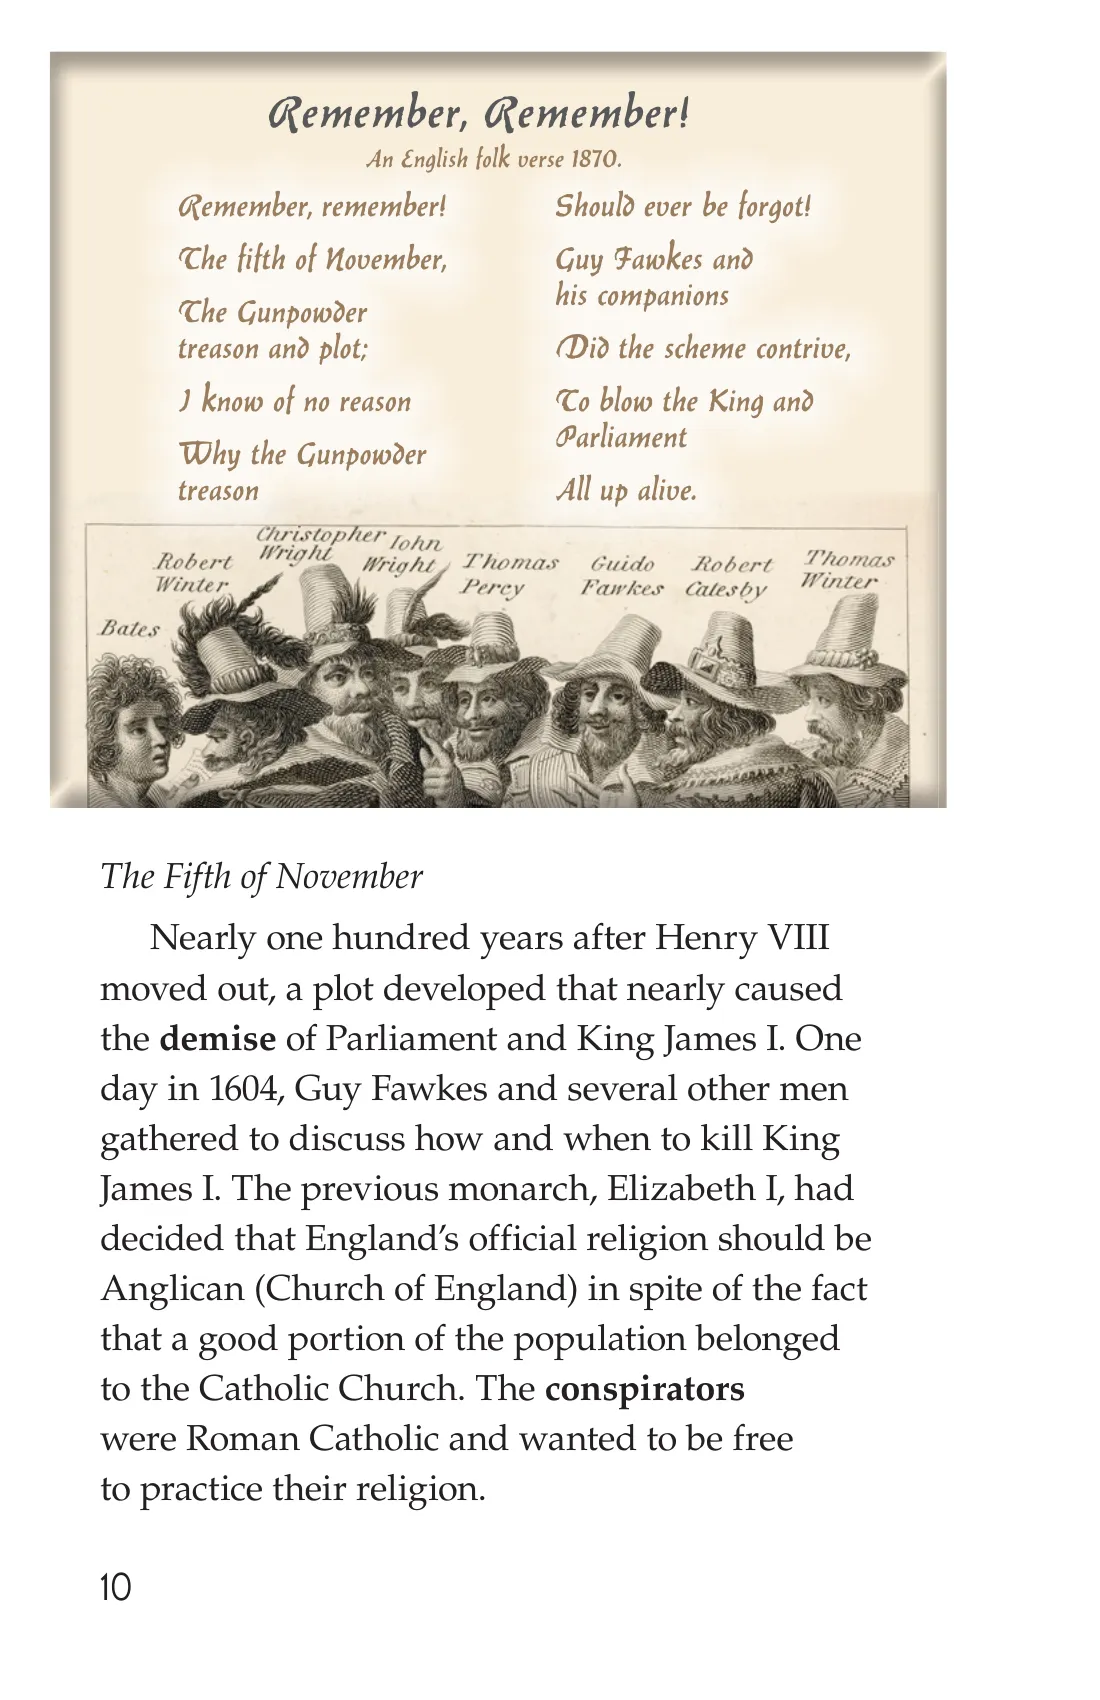 Remember, Remember!
An English folk verse 1870.
Remember, remember!
The fifth of November,
The Gunpowder
treason and plot;
I know of no reason
Why the Gunpowder
treason
Should ever be forgot!
Guy Fawkes and
his companions
Did the scheme contrive,
To blow the King and
Parliament
All up alive.
Bates
Robert
Winter
Christopher
Wright
Iohn
Wright
Thomas
Percy
Guido
Fawkes
Robert
Catesby
Thomas
Winter
The Fifth of November
Nearly one hundred years after Henry VIII
moved out, a plot developed that nearly caused
the demise of Parliament and King James I. One
day in 1604, Guy Fawkes and several other men
gathered to discuss how and when to kill King
James I. The previous monarch, Elizabeth I, had
decided that England’s official religion should be
Anglican (Church of England) in spite of the fact
that a good portion of the population belonged
to the Catholic Church. The conspirators
were Roman Catholic and wanted to be free
to practice their religion.
10